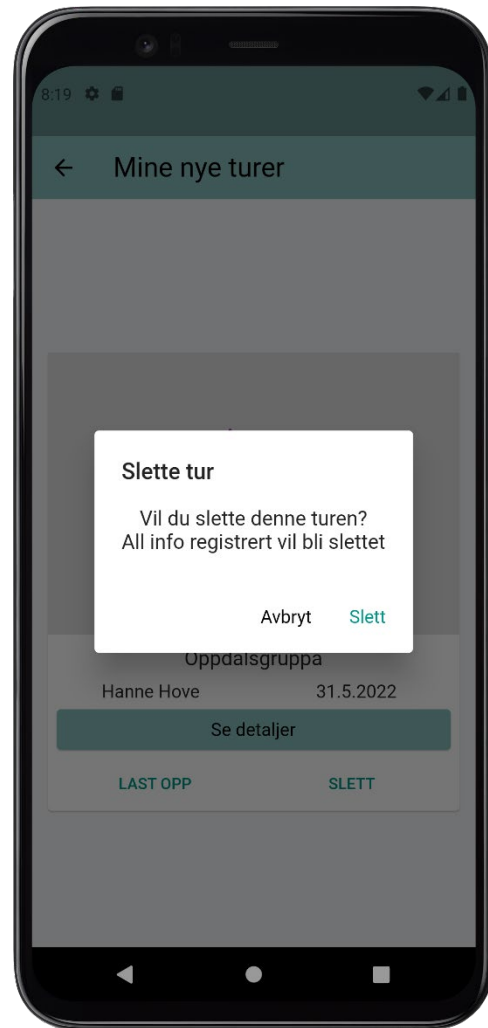 8:19
Mine nye turer
Slette tur
Vil du slette denne turen?
All info registrert vil bli slettet
Avbryt Slett
Oppdalsgruppa
Hanne Hove 31.5.2022
Se detaljer
LAST OPP SLETT